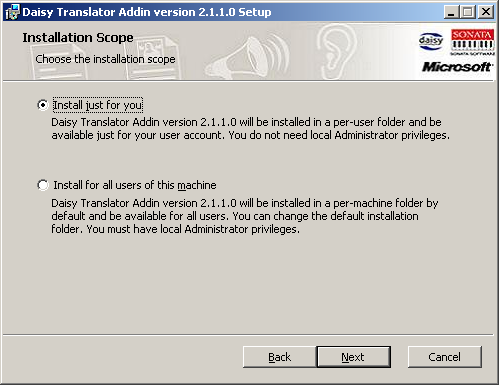 Daisy Translator Addin version 2.1.1.0 Setup
Installation Scope
Choose the installation scope
daisy
SONATA
SONATA SOFTWARE
Microsoft
Install just for you
Daisy Translator Addin version 2.1.1.0 will be installed in a per-user folder and be
available just for your user account. You do not need local Administrator privileges.
Install for all users of this machine
Daisy Translator Addin version 2.1.1.0 will be installed in a per-machine folder by
default and be available for all users. You can change the default installation
folder. You must have local Administrator privileges.
Back
Next
Cancel